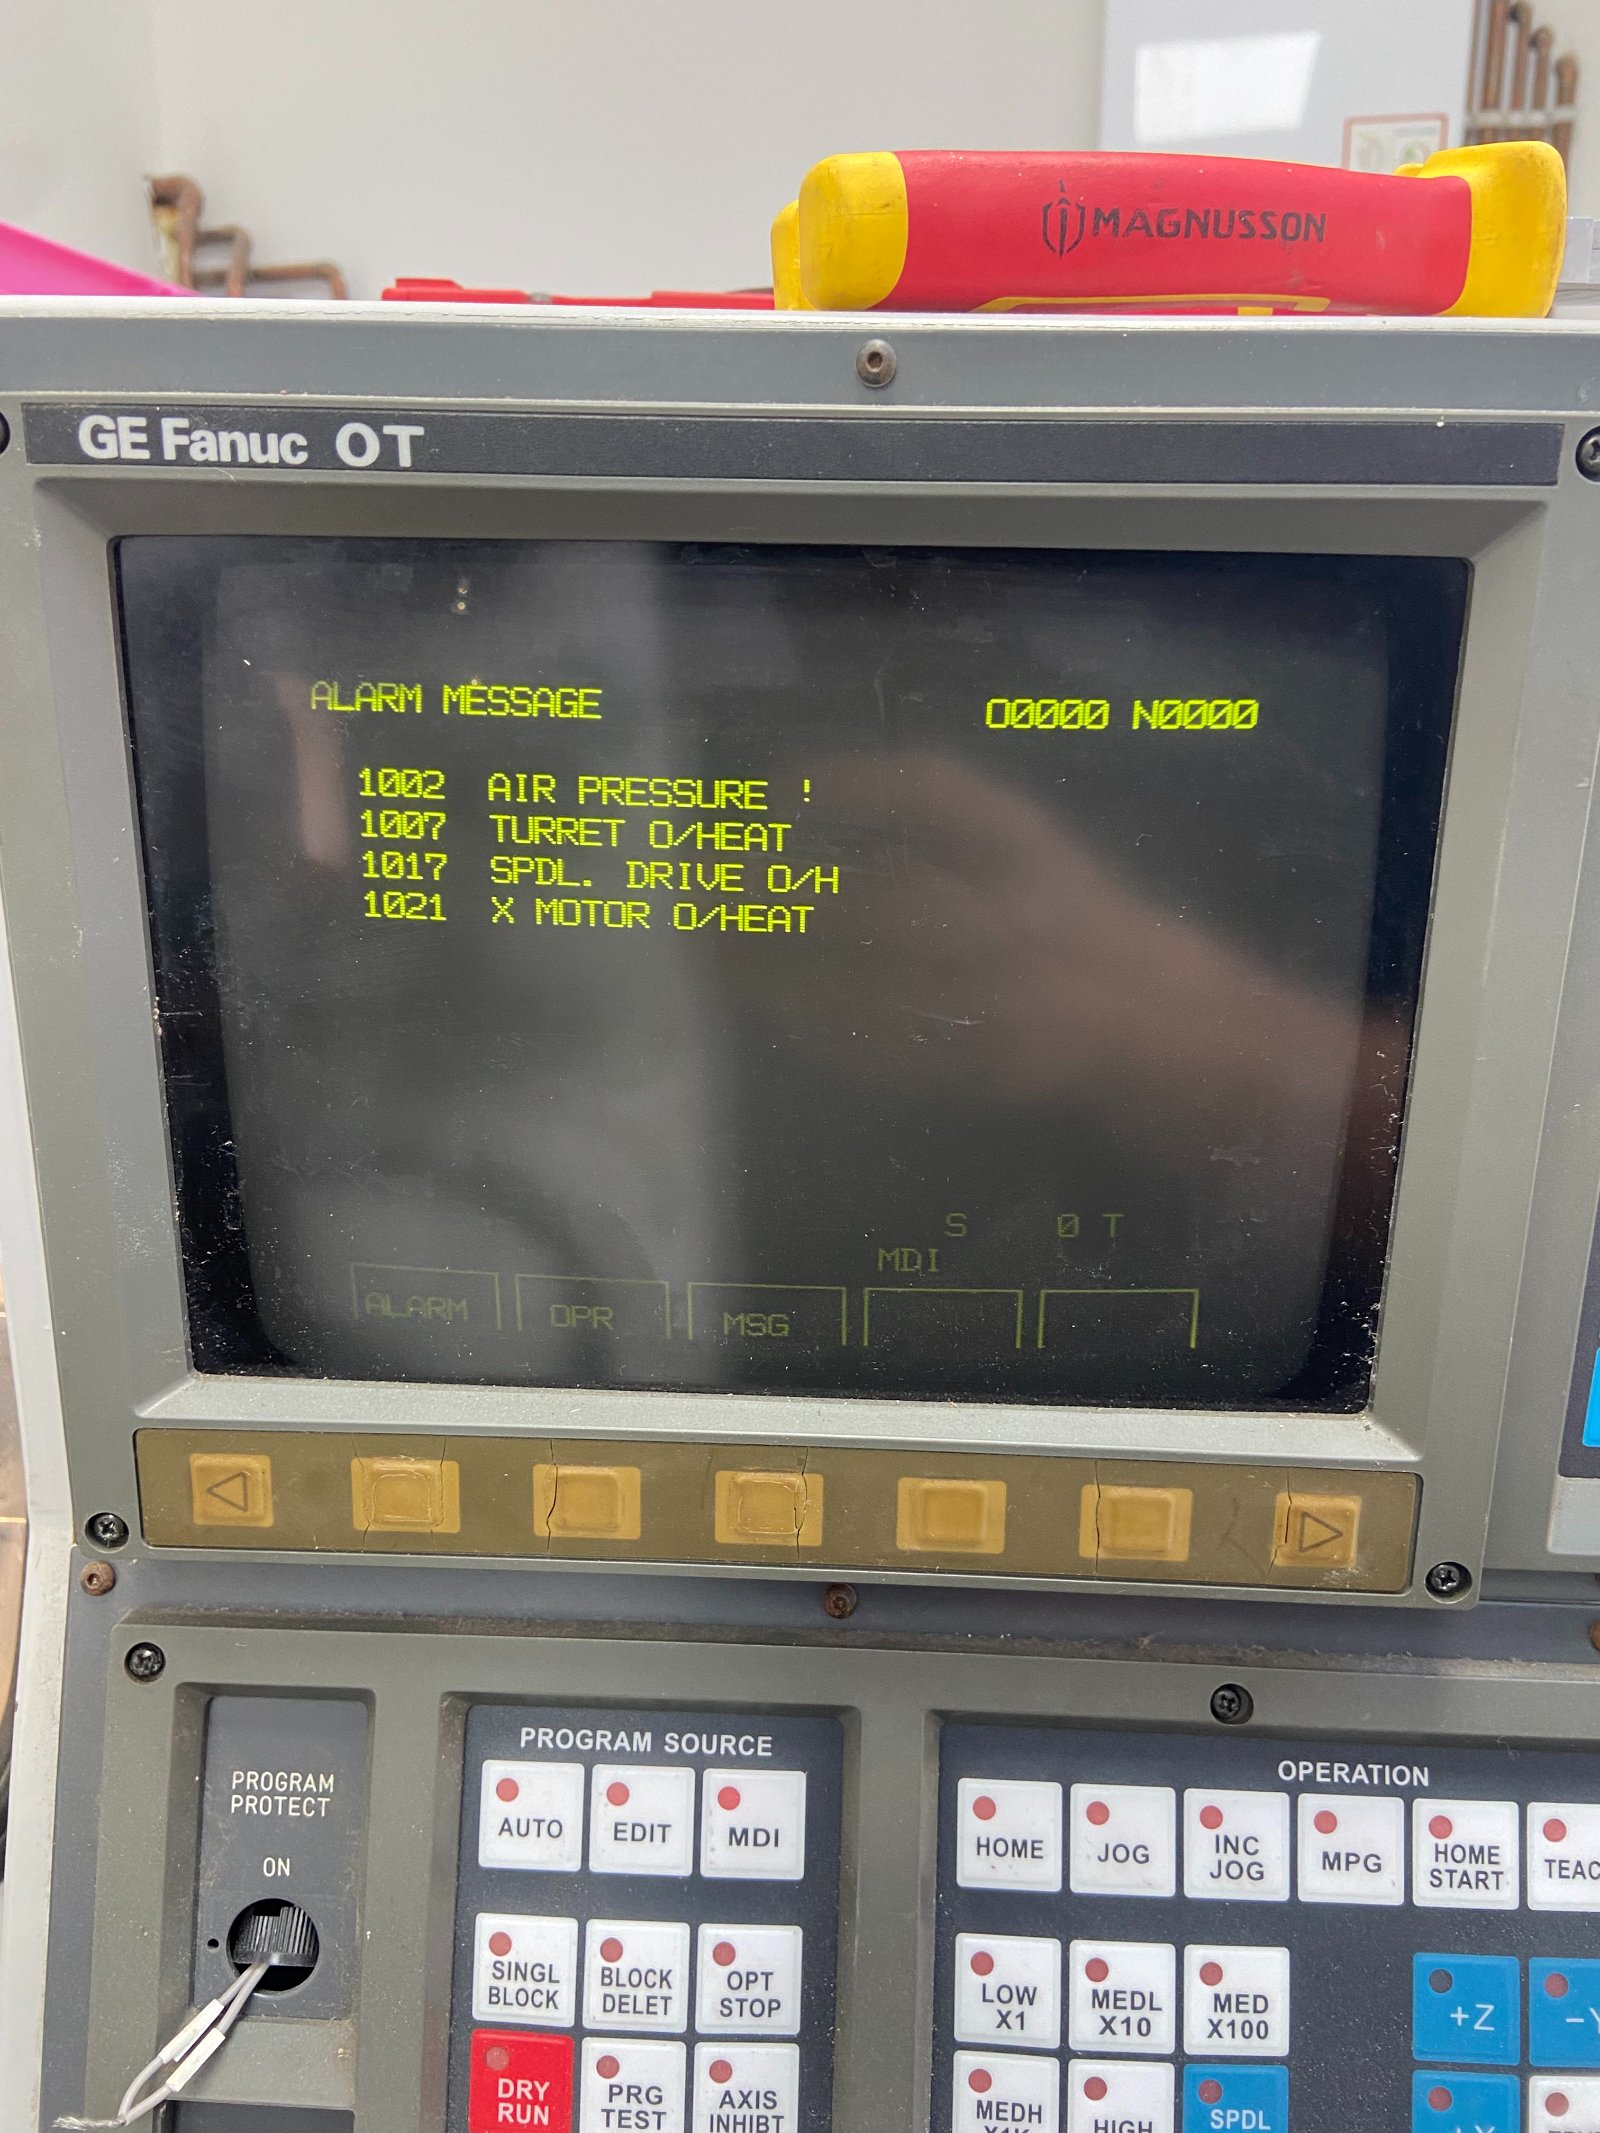 MAGNUSSON
GE Fanuc OT
ALARM MESSAGE O0000 N0000
1002 AIR PRESSURE !
1007 TURRET O/HEAT
1017 SPDL. DRIVE O/H
1021 X MOTOR O/HEAT
S 0 T
MDI
ALARM OPR MSG
PROGRAM PROTECT
ON
PROGRAM SOURCE
AUTO EDIT MDI
SINGL BLOCK
BLOCK DELET
OPT STOP
DRY RUN
PRG TEST
AXIS INHIBT
OPERATION
HOME JOG
INC JOG
MPG
HOME START
LOW X1
MEDL X10
MED X100
+Z
MEDH
HIGH
SPDL